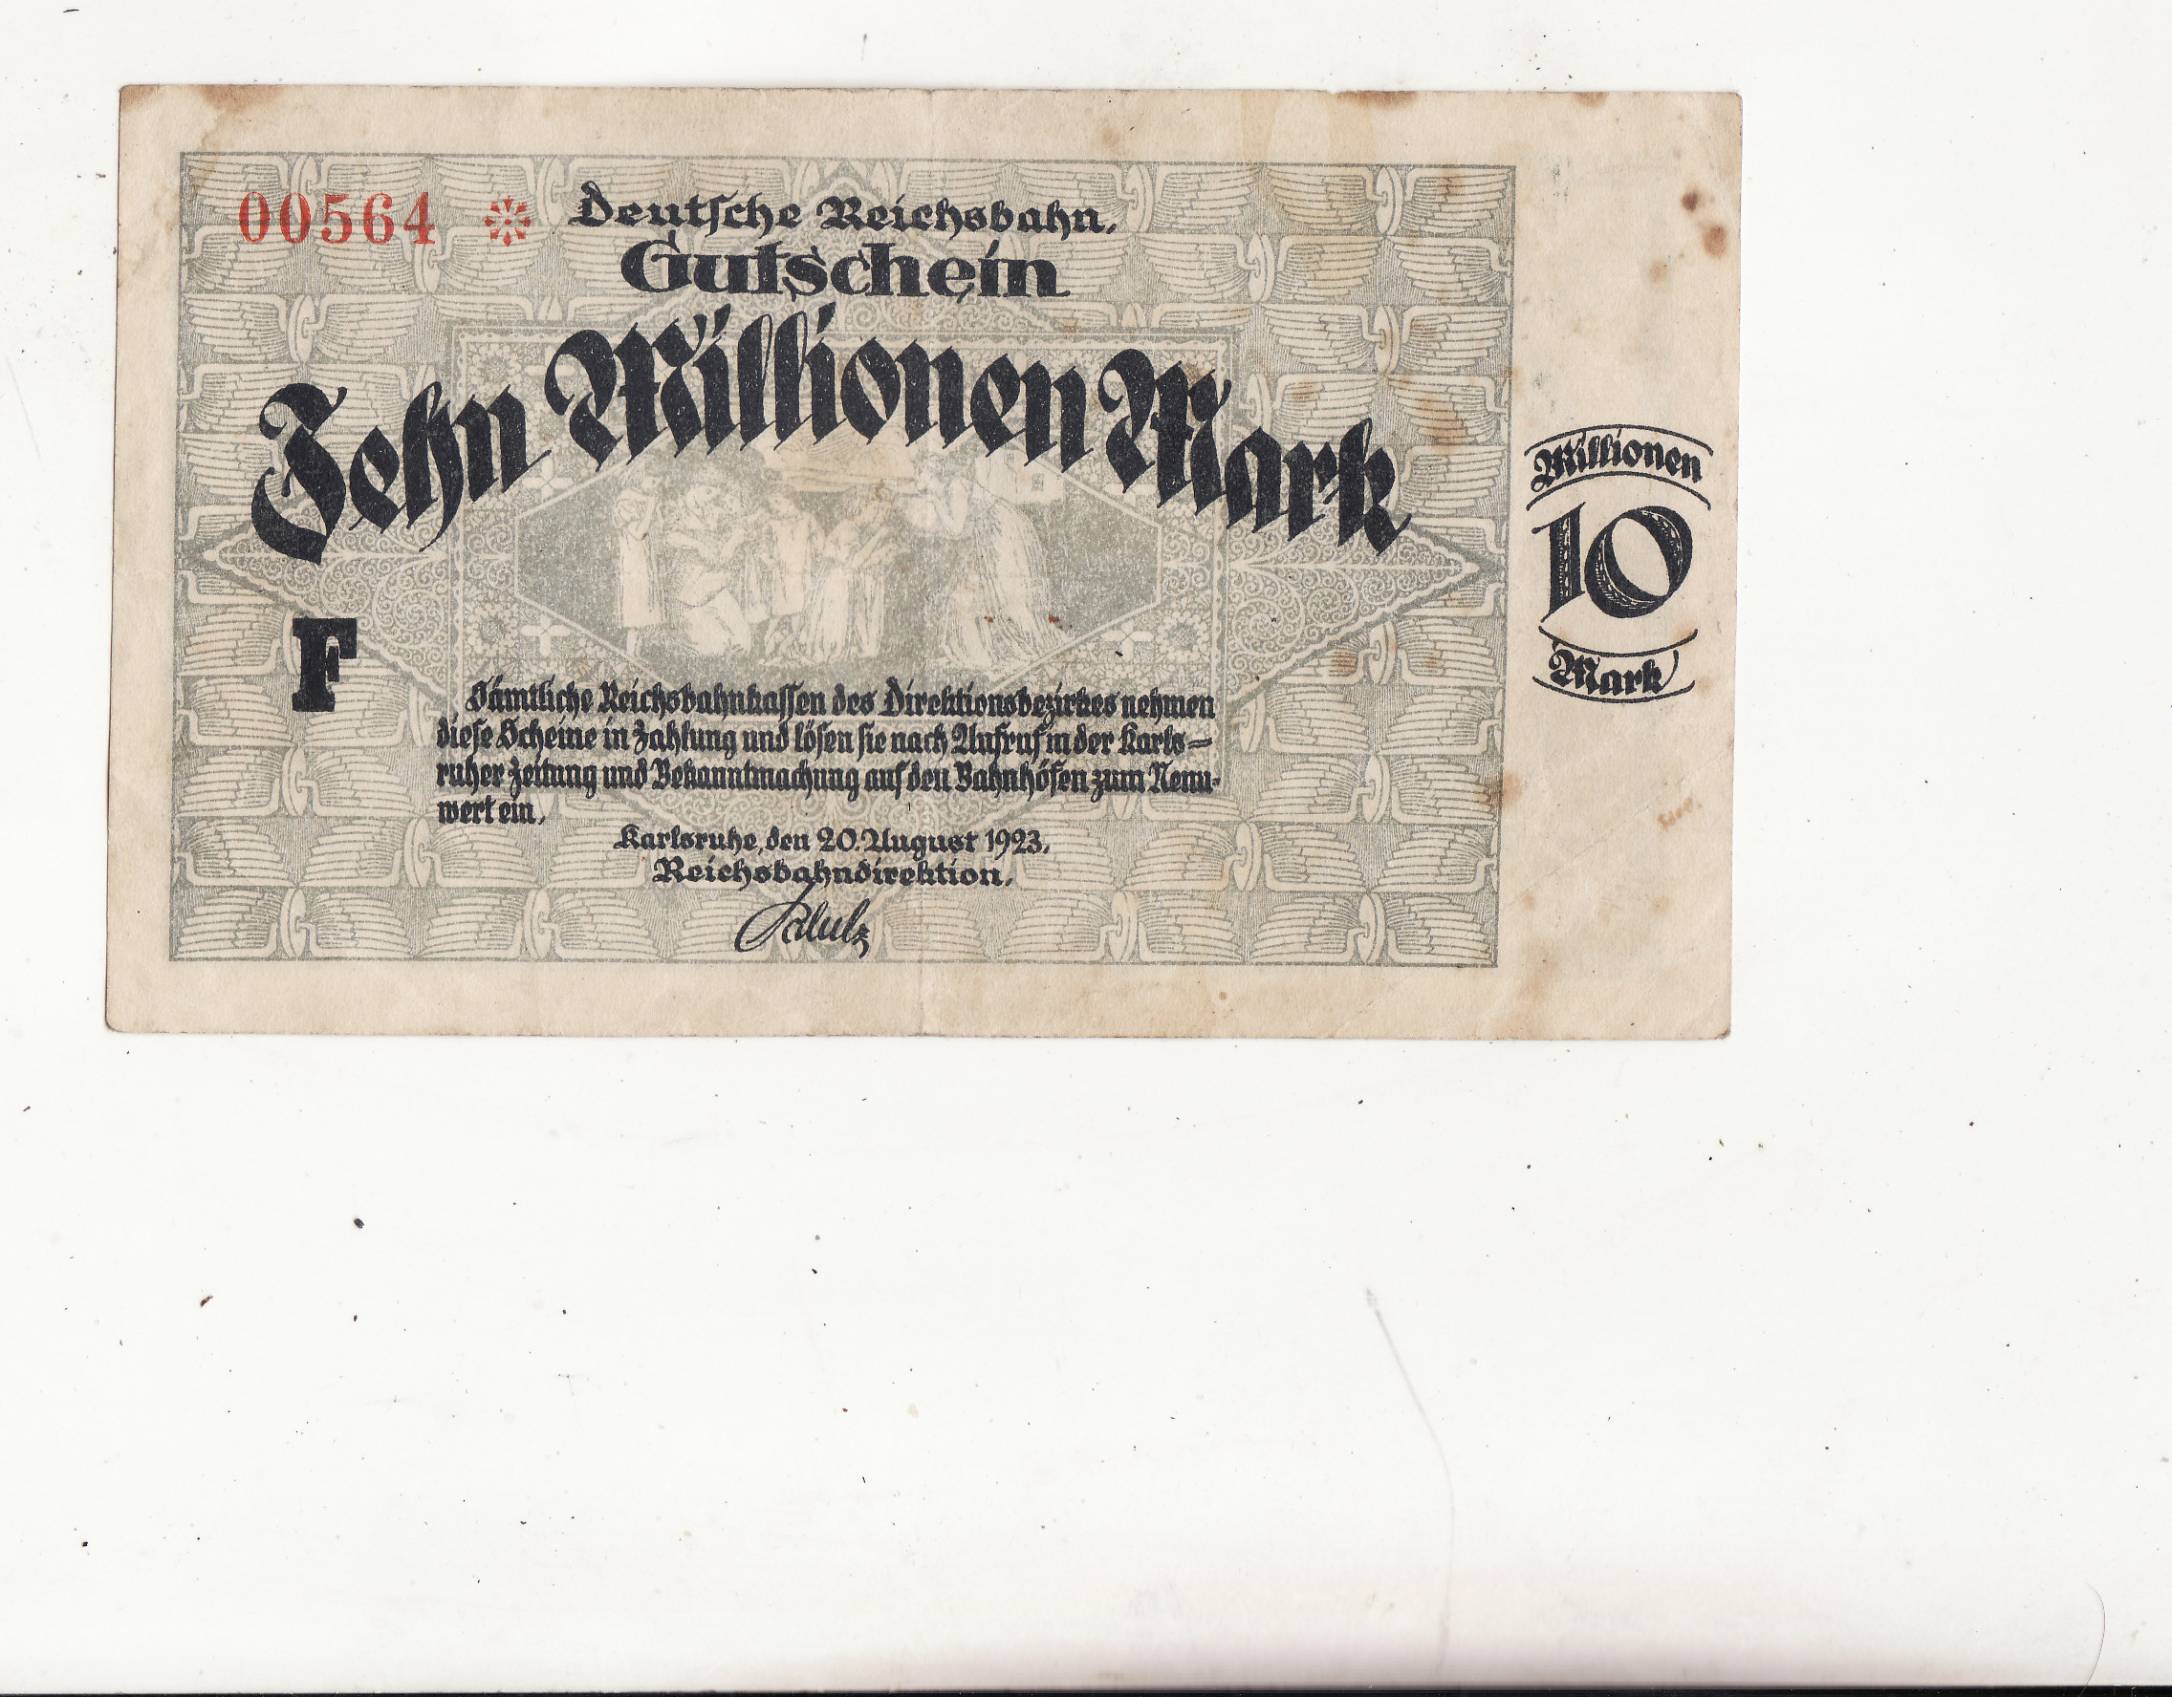 00564
Deutsche Reichsbahn.
Gutschein
Zehn Millionen Mark
Millionen
10
Mark
F
Sämtliche Reichsbahnkassen des Direktionsbezirkes nehmen
diese Scheine in Zahlung und lösen sie nach Aufruf in der Karls=
ruher Zeitung und Bekanntmachung auf den Bahnhöfen zum Nenn-
wert ein.
Karlsruhe, den 20. August 1923.
Reichsbahndirektion.